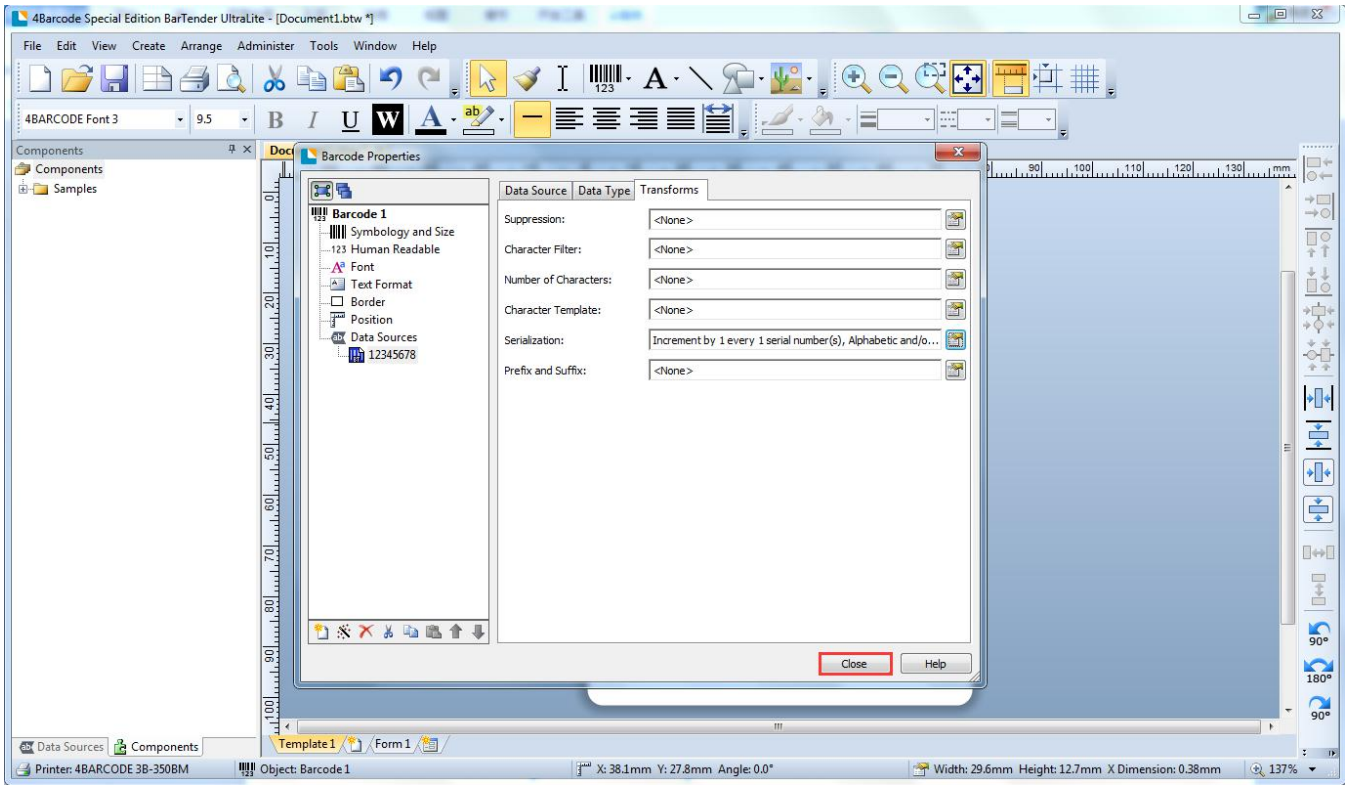 4Barcode Special Edition BarTender UltraLite - [Document1.btw *]
File Edit View Create Arrange Administer Tools Window Help
123 A
4BARCODE Font 3 9.5 B I U W A ab
Components
Components
Samples
Barcode Properties
Barcode 1
Symbology and Size
123 Human Readable
Font
Text Format
Border
Position
Data Sources
12345678
Data Source Data Type Transforms
Suppression: <None>
Character Filter: <None>
Number of Characters: <None>
Character Template: <None>
Serialization: Increment by 1 every 1 serial number(s), Alphabetic and/o...
Prefix and Suffix: <None>
Close Help
90 100 110 120 130 mm
0
10
20
30
40
50
60
70
80
90
100
90°
180°
90°
Data Sources Components
Template 1 Form 1
Printer: 4BARCODE 3B-350BM Object: Barcode 1 X: 38.1mm Y: 27.8mm Angle: 0.0° Width: 29.6mm Height: 12.7mm X Dimension: 0.38mm 137%